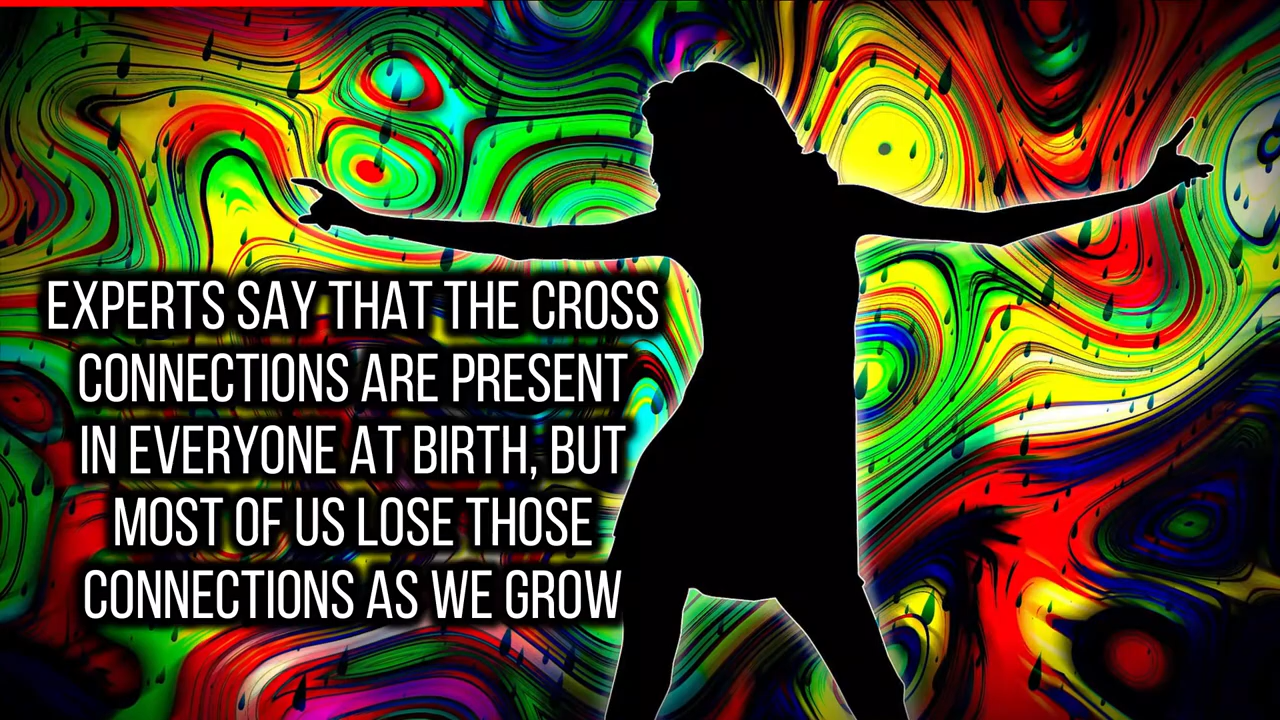 EXPERTS SAY THAT THE CROSS
CONNECTIONS ARE PRESENT
IN EVERYONE AT BIRTH, BUT
MOST OF US LOSE THOSE
CONNECTIONS AS WE GROW